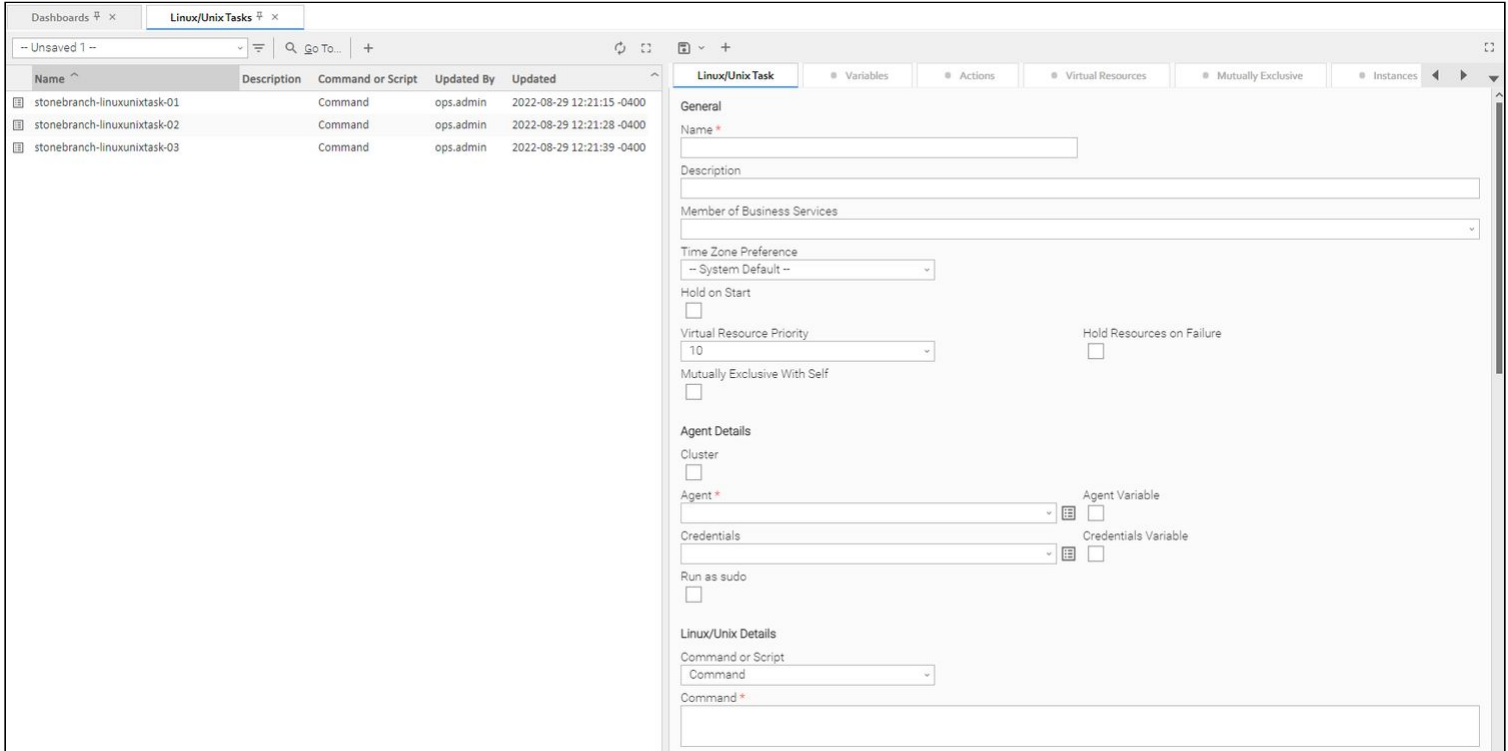 Dashboards
Linux/Unix Tasks
-- Unsaved 1 --
Go To...
Name Description Command or Script Updated By Updated
stonebranch-linuxunixtask-01 Command ops.admin 2022-08-29 12:21:15 -0400
stonebranch-linuxunixtask-02 Command ops.admin 2022-08-29 12:21:28 -0400
stonebranch-linuxunixtask-03 Command ops.admin 2022-08-29 12:21:39 -0400
Linux/Unix Task Variables Actions Virtual Resources Mutually Exclusive Instances
General
Name *
Description
Member of Business Services
Time Zone Preference
-- System Default --
Hold on Start
Virtual Resource Priority Hold Resources on Failure
10
Mutually Exclusive With Self
Agent Details
Cluster
Agent * Agent Variable
Credentials Credentials Variable
Run as sudo
Linux/Unix Details
Command or Script
Command
Command *